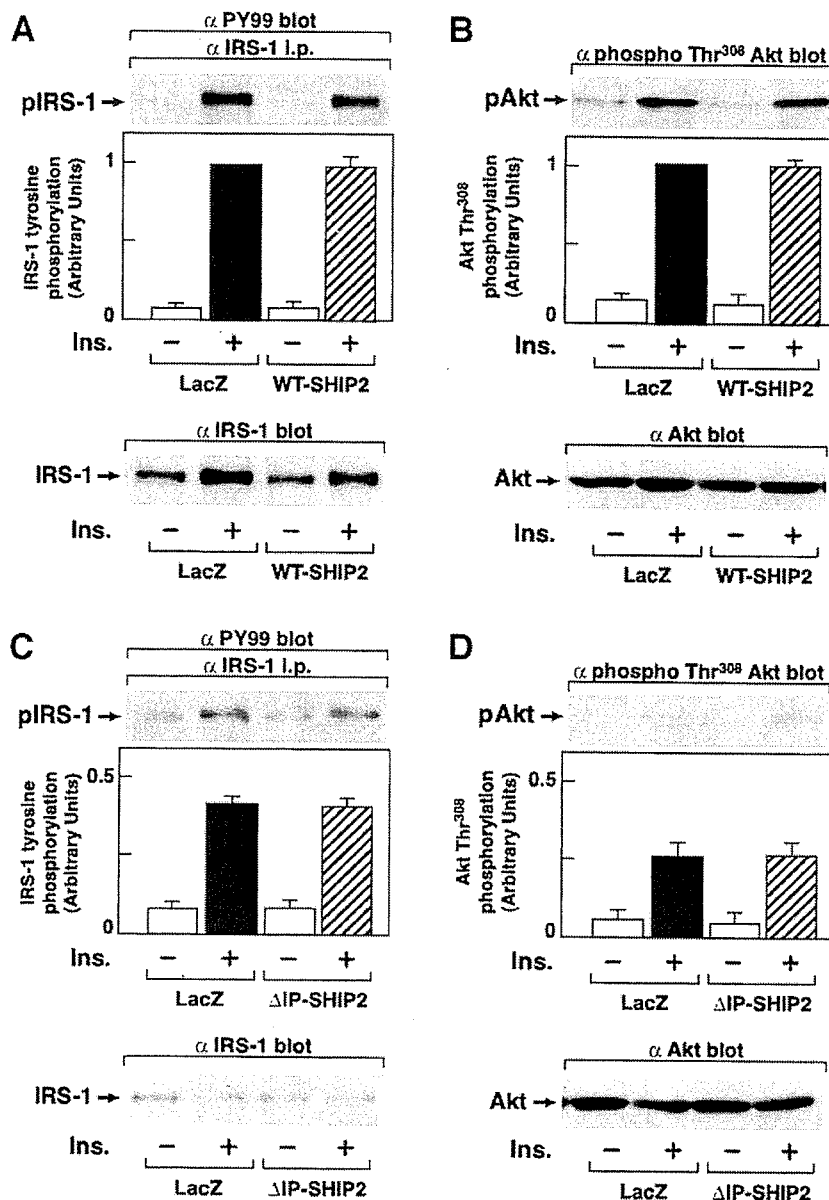 A
α PY99 blot
α IRS-1 I.p.
pIRS-1
IRS-1 tyrosine
phosphorylation
(Arbitrary Units)
1
0
Ins. − + − +
LacZ WT-SHIP2
α IRS-1 blot
IRS-1
Ins. − + − +
LacZ WT-SHIP2
B
α phospho Thr308 Akt blot
pAkt
Akt Thr308
phosphorylation
(Arbitrary Units)
1
0
Ins. − + − +
LacZ WT-SHIP2
α Akt blot
Akt
Ins. − + − +
LacZ WT-SHIP2
C
α PY99 blot
α IRS-1 I.p.
pIRS-1
IRS-1 tyrosine
phosphorylation
(Arbitrary Units)
0.5
0
Ins. − + − +
LacZ ΔIP-SHIP2
α IRS-1 blot
IRS-1
Ins. − + − +
LacZ ΔIP-SHIP2
D
α phospho Thr308 Akt blot
pAkt
Akt Thr308
phosphorylation
(Arbitrary Units)
0.5
0
Ins. − + − +
LacZ ΔIP-SHIP2
α Akt blot
Akt
Ins. − + − +
LacZ ΔIP-SHIP2